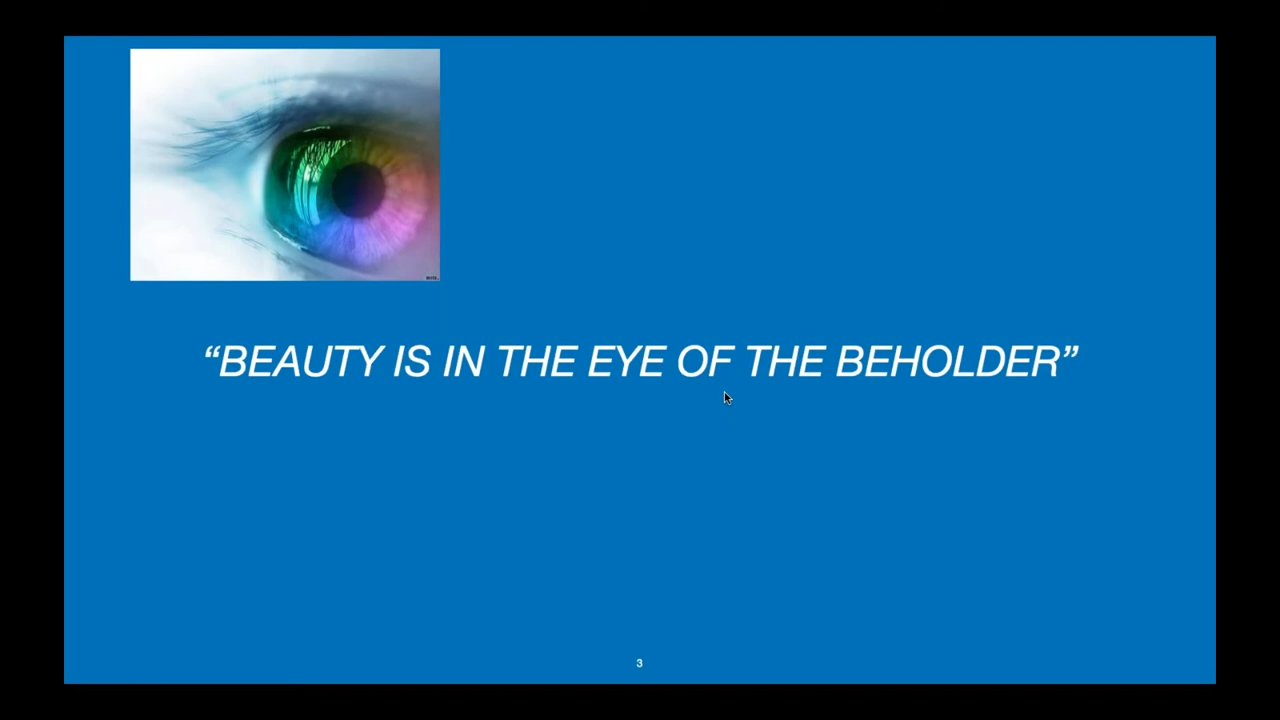 “BEAUTY IS IN THE EYE OF THE BEHOLDER”
3